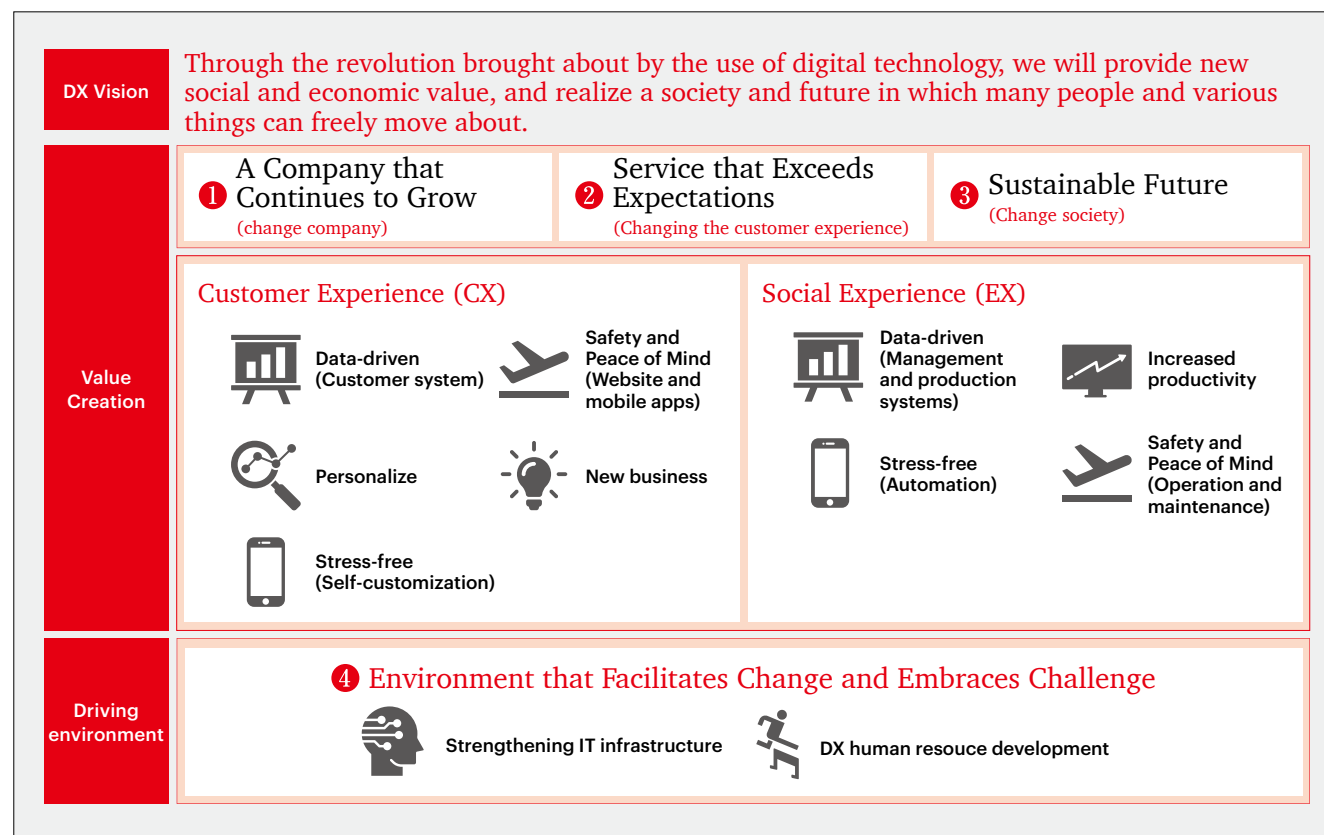 DX Vision
Through the revolution brought about by the use of digital technology, we will provide new
social and economic value, and realize a society and future in which many people and various
things can freely move about.
Value
Creation
1 A Company that
Continues to Grow
(change company)
2 Service that Exceeds
Expectations
(Changing the customer experience)
3 Sustainable Future
(Change society)
Customer Experience (CX)
Data-driven
(Customer system)
Safety and
Peace of Mind
(Website and
mobile apps)
Personalize
New business
Stress-free
(Self-customization)
Social Experience (EX)
Data-driven
(Management
and production
systems)
Increased
productivity
Stress-free
(Automation)
Safety and
Peace of Mind
(Operation and
maintenance)
Driving
environment
4 Environment that Facilitates Change and Embraces Challenge
Strengthening IT infrastructure
DX human resouce development